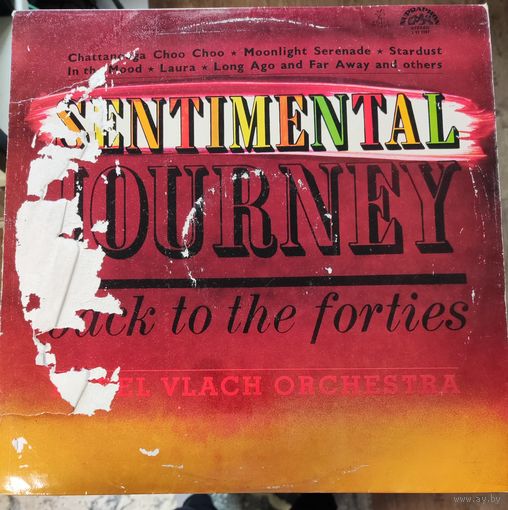 SUPRAPHON
STEREO
Chattanooga Choo Choo ★ Moonlight Serenade ★ Stardust
In the Mood ★ Laura ★ Long Ago and Far Away and others
SENTIMENTAL
JOURNEY
back to the forties
EL VLACH ORCHESTRA
www.ay.by